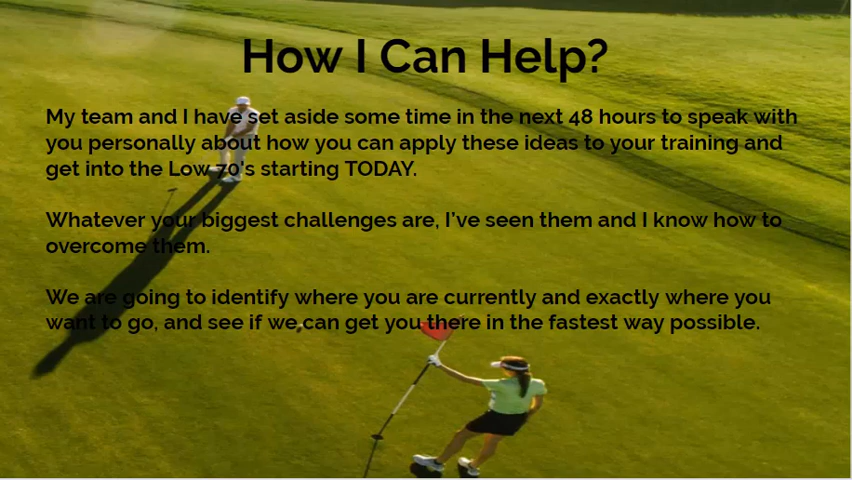 How I Can Help?
My team and I have set aside some time in the next 48 hours to speak with
you personally about how you can apply these ideas to your training and
get into the Low 70's starting TODAY.
Whatever your biggest challenges are, I've seen them and I know how to
overcome them.
We are going to identify where you are currently and exactly where you
want to go, and see if we can get you there in the fastest way possible.